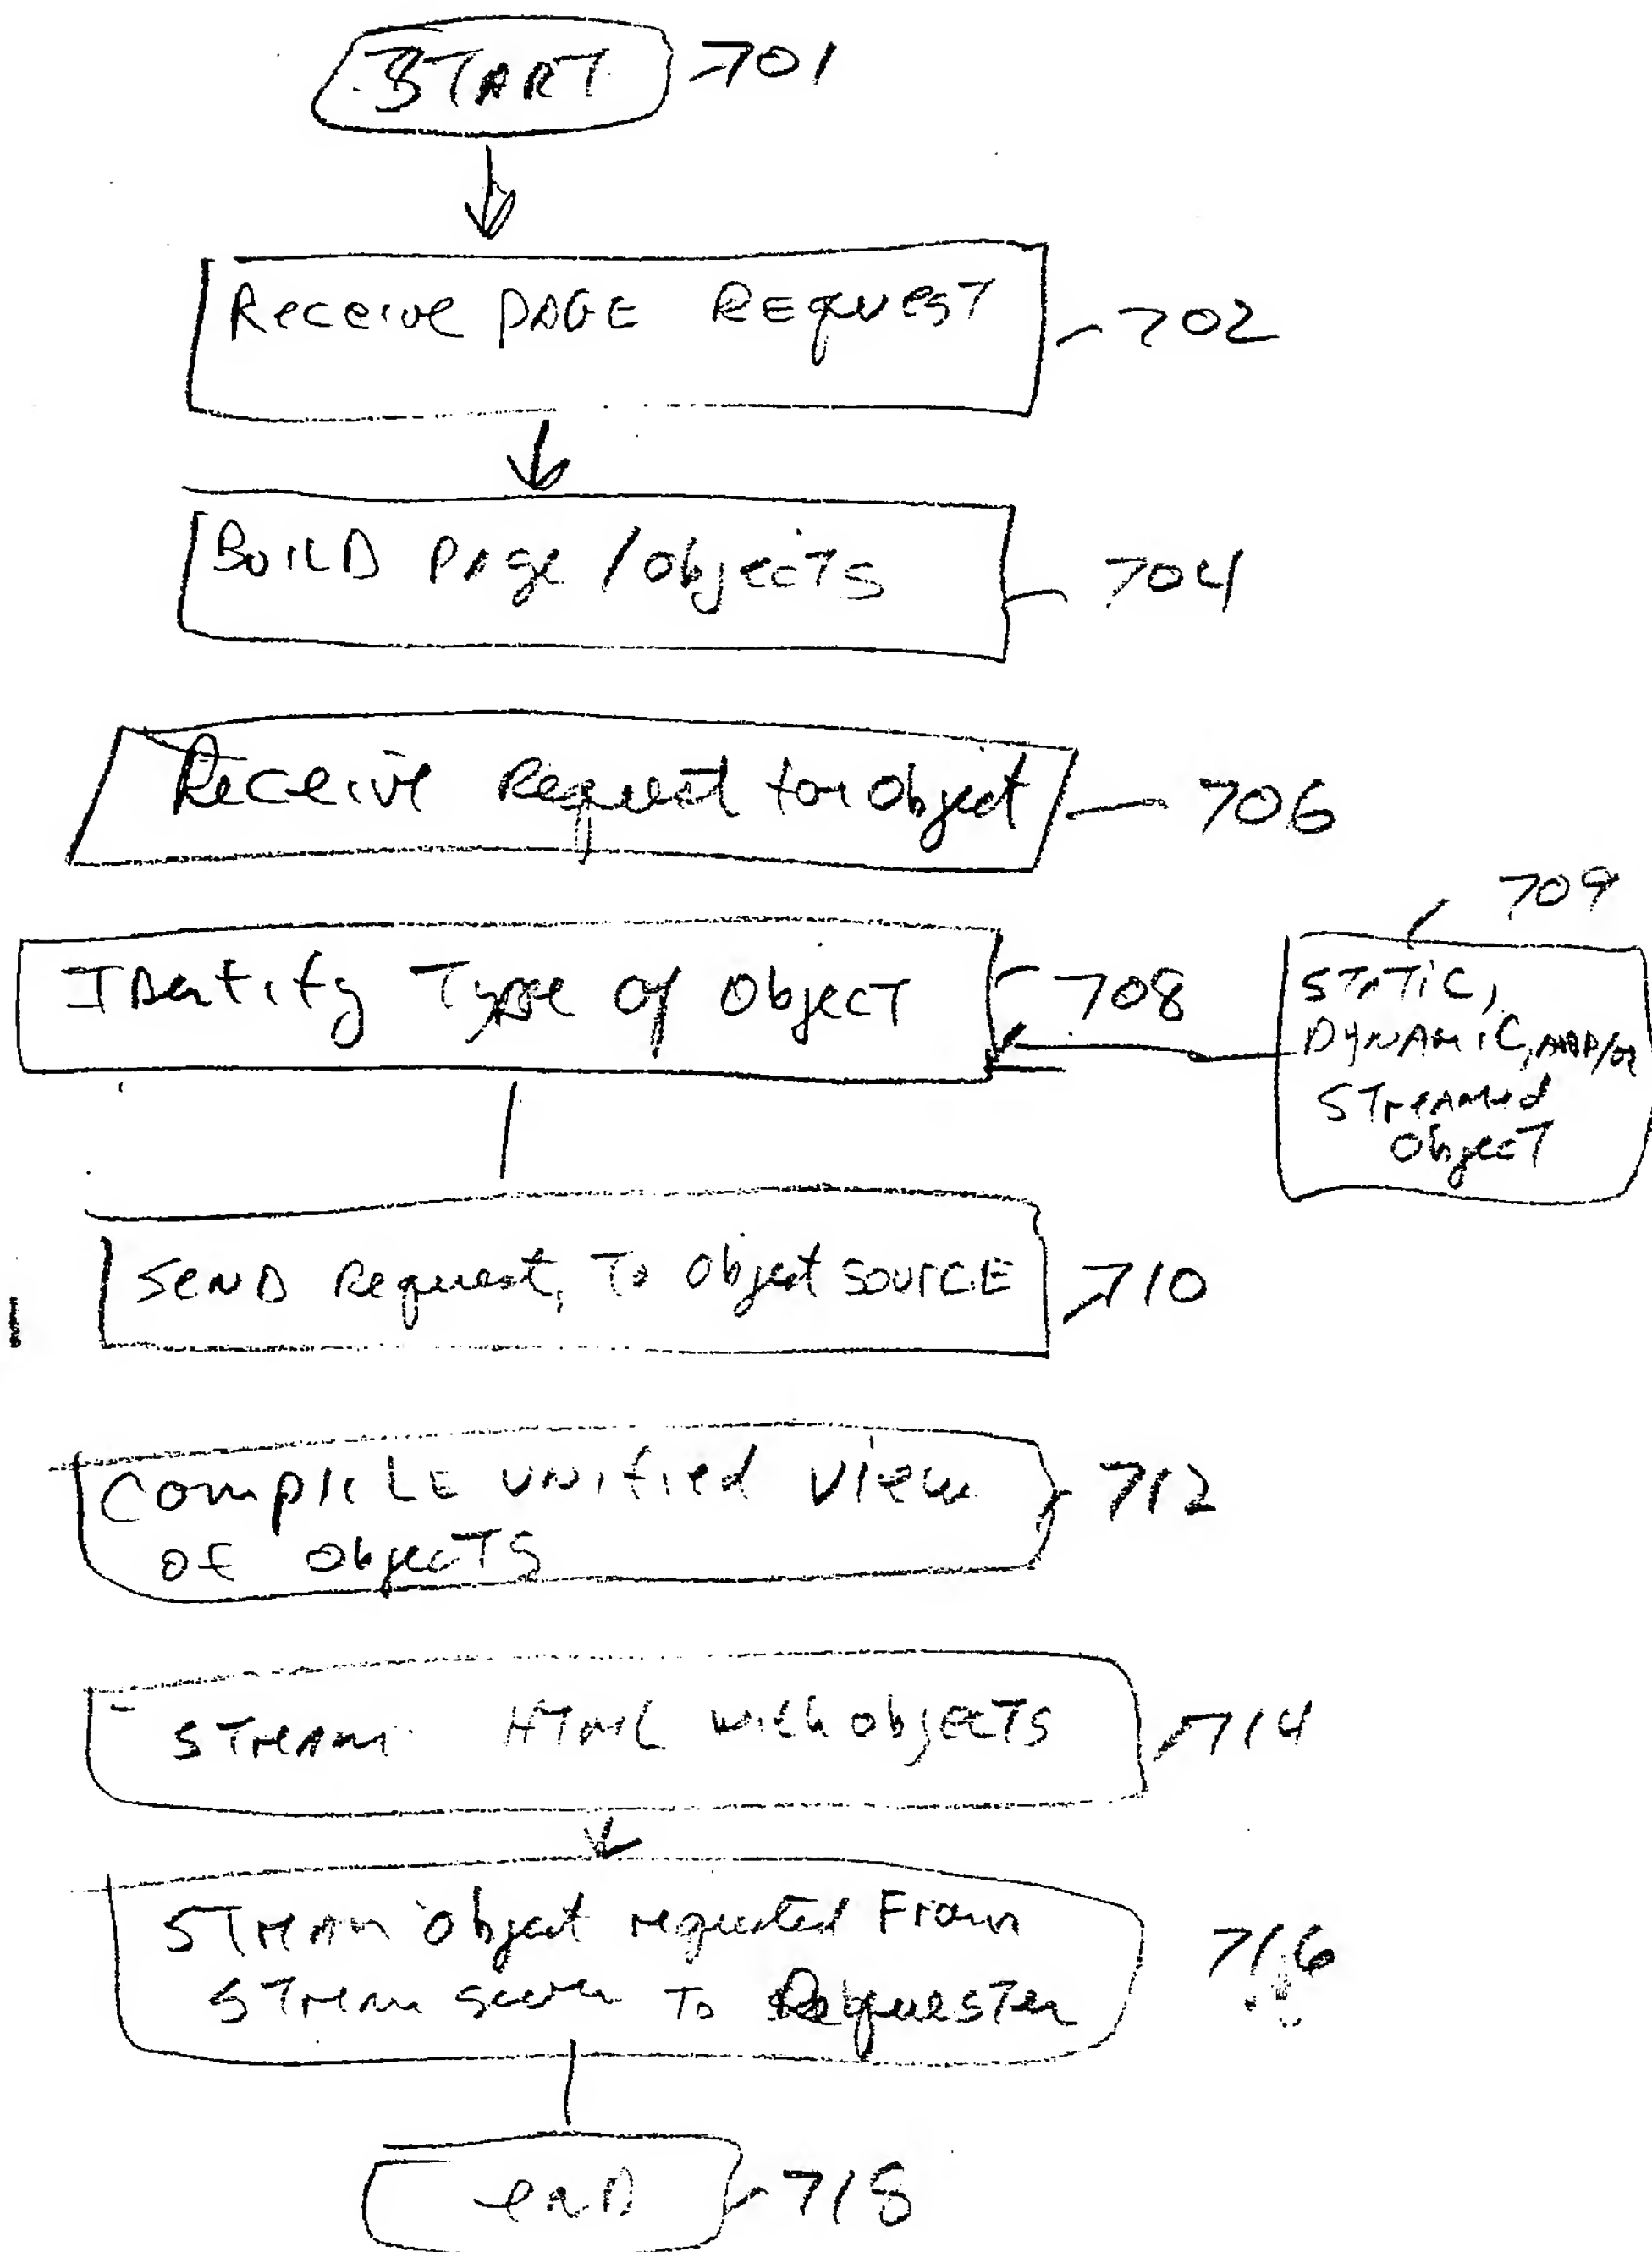 START 701
Receive PAGE REquesT 702
BuILD Page / objecTs 704
Receive Request for object 706
709
IDentify Type of ObjecT 708
STATiC,
DYNAMiC, AND/or
STreamed
ObjecT
SeND Request, To Object SOURCE 710
CompliLE UNified View 712
OF ObjecTS
STream HTML with objECTS 714
STream object requested From
STream server To RequesTer 716
enD 718